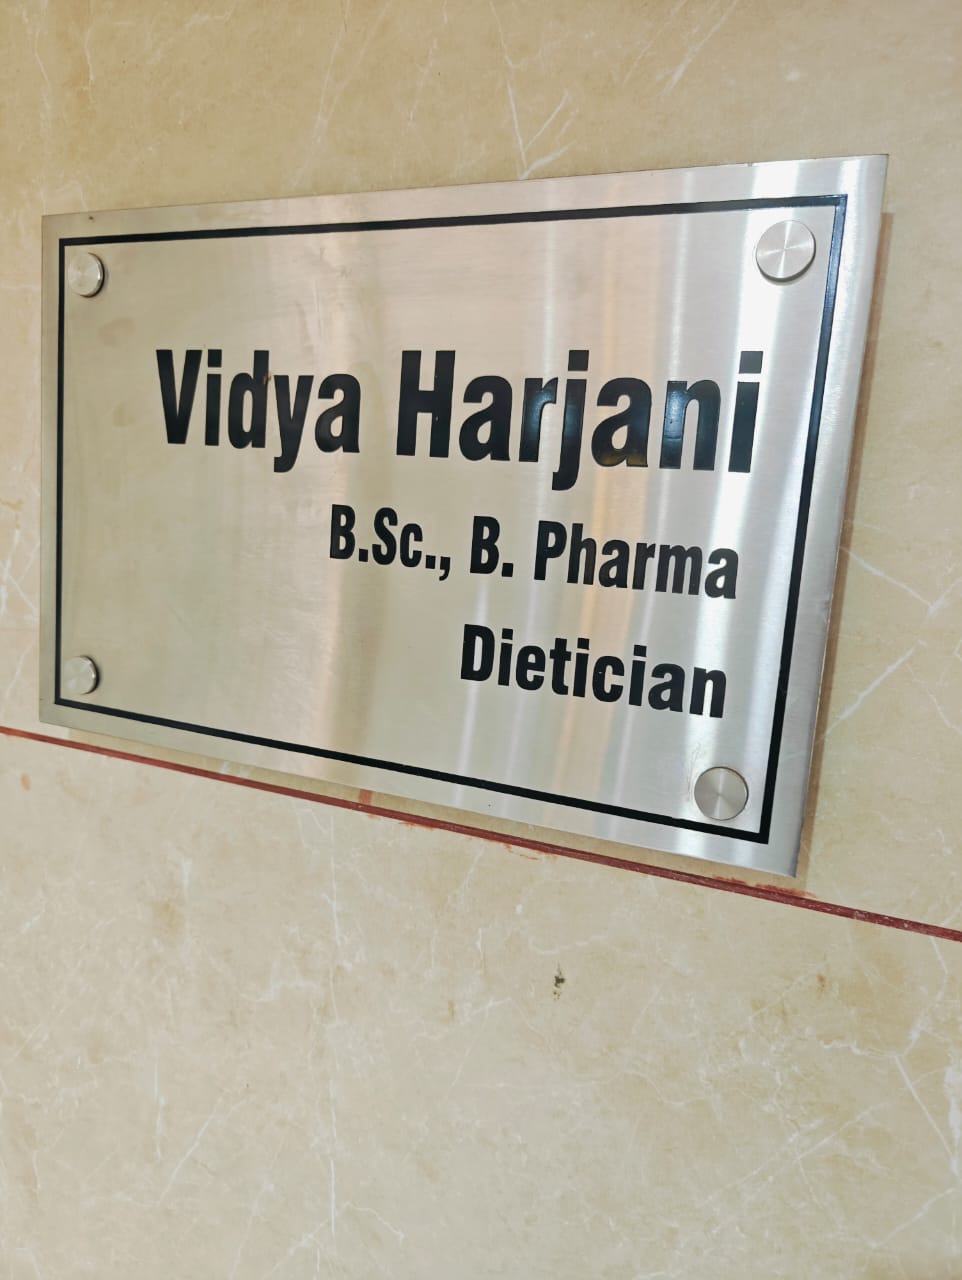 Vidya Harjani
B.Sc., B. Pharma
Dietician